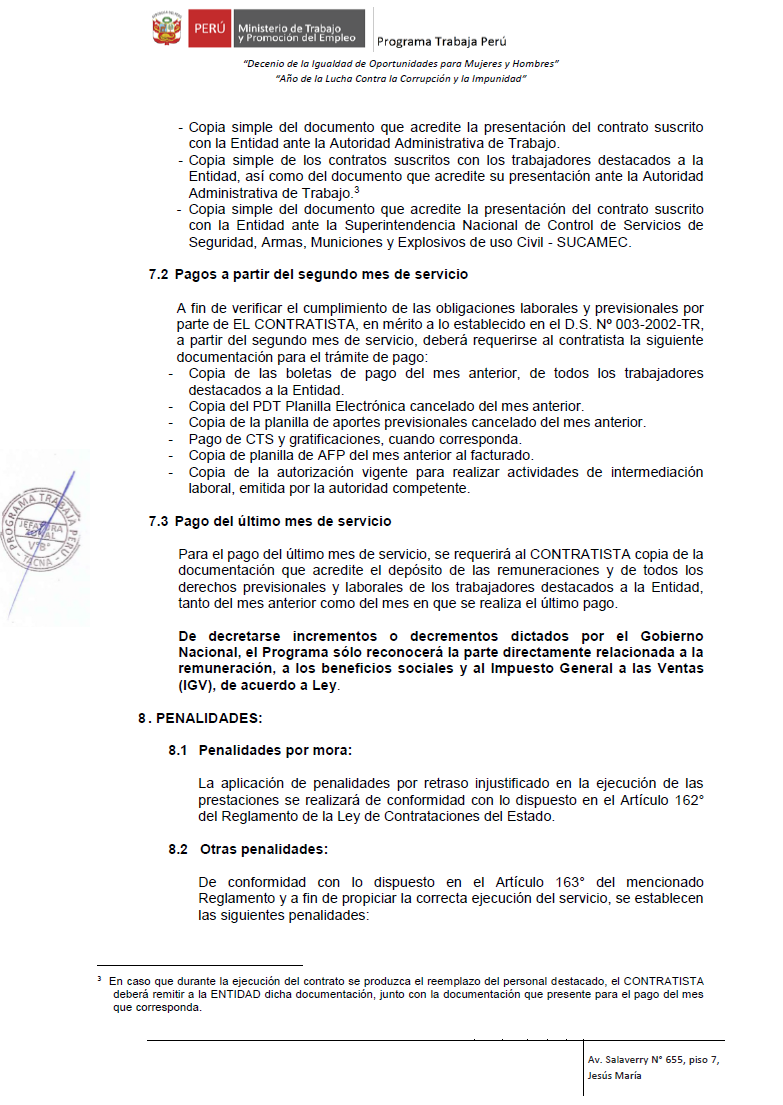 PERÚ
Ministerio de Trabajo
y Promoción del Empleo
Programa Trabaja Perú
“Decenio de la Igualdad de Oportunidades para Mujeres y Hombres”
“Año de la Lucha Contra la Corrupción y la Impunidad”
- Copia simple del documento que acredite la presentación del contrato suscrito
con la Entidad ante la Autoridad Administrativa de Trabajo.
- Copia simple de los contratos suscritos con los trabajadores destacados a la
Entidad, así como del documento que acredite su presentación ante la Autoridad
Administrativa de Trabajo.3
- Copia simple del documento que acredite la presentación del contrato suscrito
con la Entidad ante la Superintendencia Nacional de Control de Servicios de
Seguridad, Armas, Municiones y Explosivos de uso Civil - SUCAMEC.
7.2 Pagos a partir del segundo mes de servicio
A fin de verificar el cumplimiento de las obligaciones laborales y previsionales por
parte de EL CONTRATISTA, en mérito a lo establecido en el D.S. Nº 003-2002-TR,
a partir del segundo mes de servicio, deberá requerirse al contratista la siguiente
documentación para el trámite de pago:
- Copia de las boletas de pago del mes anterior, de todos los trabajadores
destacados a la Entidad.
- Copia del PDT Planilla Electrónica cancelado del mes anterior.
- Copia de la planilla de aportes previsionales cancelado del mes anterior.
- Pago de CTS y gratificaciones, cuando corresponda.
- Copia de planilla de AFP del mes anterior al facturado.
- Copia de la autorización vigente para realizar actividades de intermediación
laboral, emitida por la autoridad competente.
PROGRAMA TRABAJA PERÚ
JEFATURA
V°B°
- TACNA -
7.3 Pago del último mes de servicio
Para el pago del último mes de servicio, se requerirá al CONTRATISTA copia de la
documentación que acredite el depósito de las remuneraciones y de todos los
derechos previsionales y laborales de los trabajadores destacados a la Entidad,
tanto del mes anterior como del mes en que se realiza el último pago.
De decretarse incrementos o decrementos dictados por el Gobierno
Nacional, el Programa sólo reconocerá la parte directamente relacionada a la
remuneración, a los beneficios sociales y al Impuesto General a las Ventas
(IGV), de acuerdo a Ley.
8. PENALIDADES:
8.1 Penalidades por mora:
La aplicación de penalidades por retraso injustificado en la ejecución de las
prestaciones se realizará de conformidad con lo dispuesto en el Artículo 162°
del Reglamento de la Ley de Contrataciones del Estado.
8.2 Otras penalidades:
De conformidad con lo dispuesto en el Artículo 163° del mencionado
Reglamento y a fin de propiciar la correcta ejecución del servicio, se establecen
las siguientes penalidades:
3 En caso que durante la ejecución del contrato se produzca el reemplazo del personal destacado, el CONTRATISTA
deberá remitir a la ENTIDAD dicha documentación, junto con la documentación que presente para el pago del mes
que corresponda.
Av. Salaverry N° 655, piso 7,
Jesús María